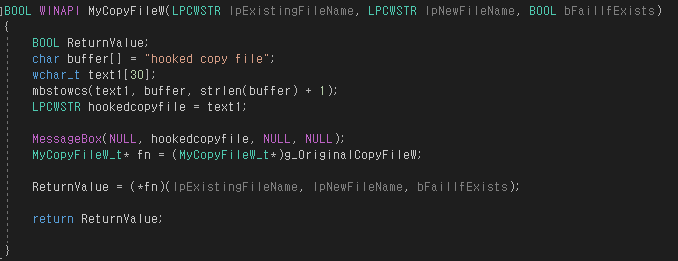 BOOL WINAPI MyCopyFileW(LPCWSTR lpExistingFileName, LPCWSTR lpNewFileName, BOOL bFailIfExists)
{
BOOL ReturnValue;
char buffer[] = "hooked copy file";
wchar_t text1[30];
mbstowcs(text1, buffer, strlen(buffer) + 1);
LPCWSTR hookedcopyfile = text1;
MessageBox(NULL, hookedcopyfile, NULL, NULL);
MyCopyFileW_t* fn = (MyCopyFileW_t*)g_OriginalCopyFileW;
ReturnValue = (*fn)(lpExistingFileName, lpNewFileName, bFailIfExists);
return ReturnValue;
}